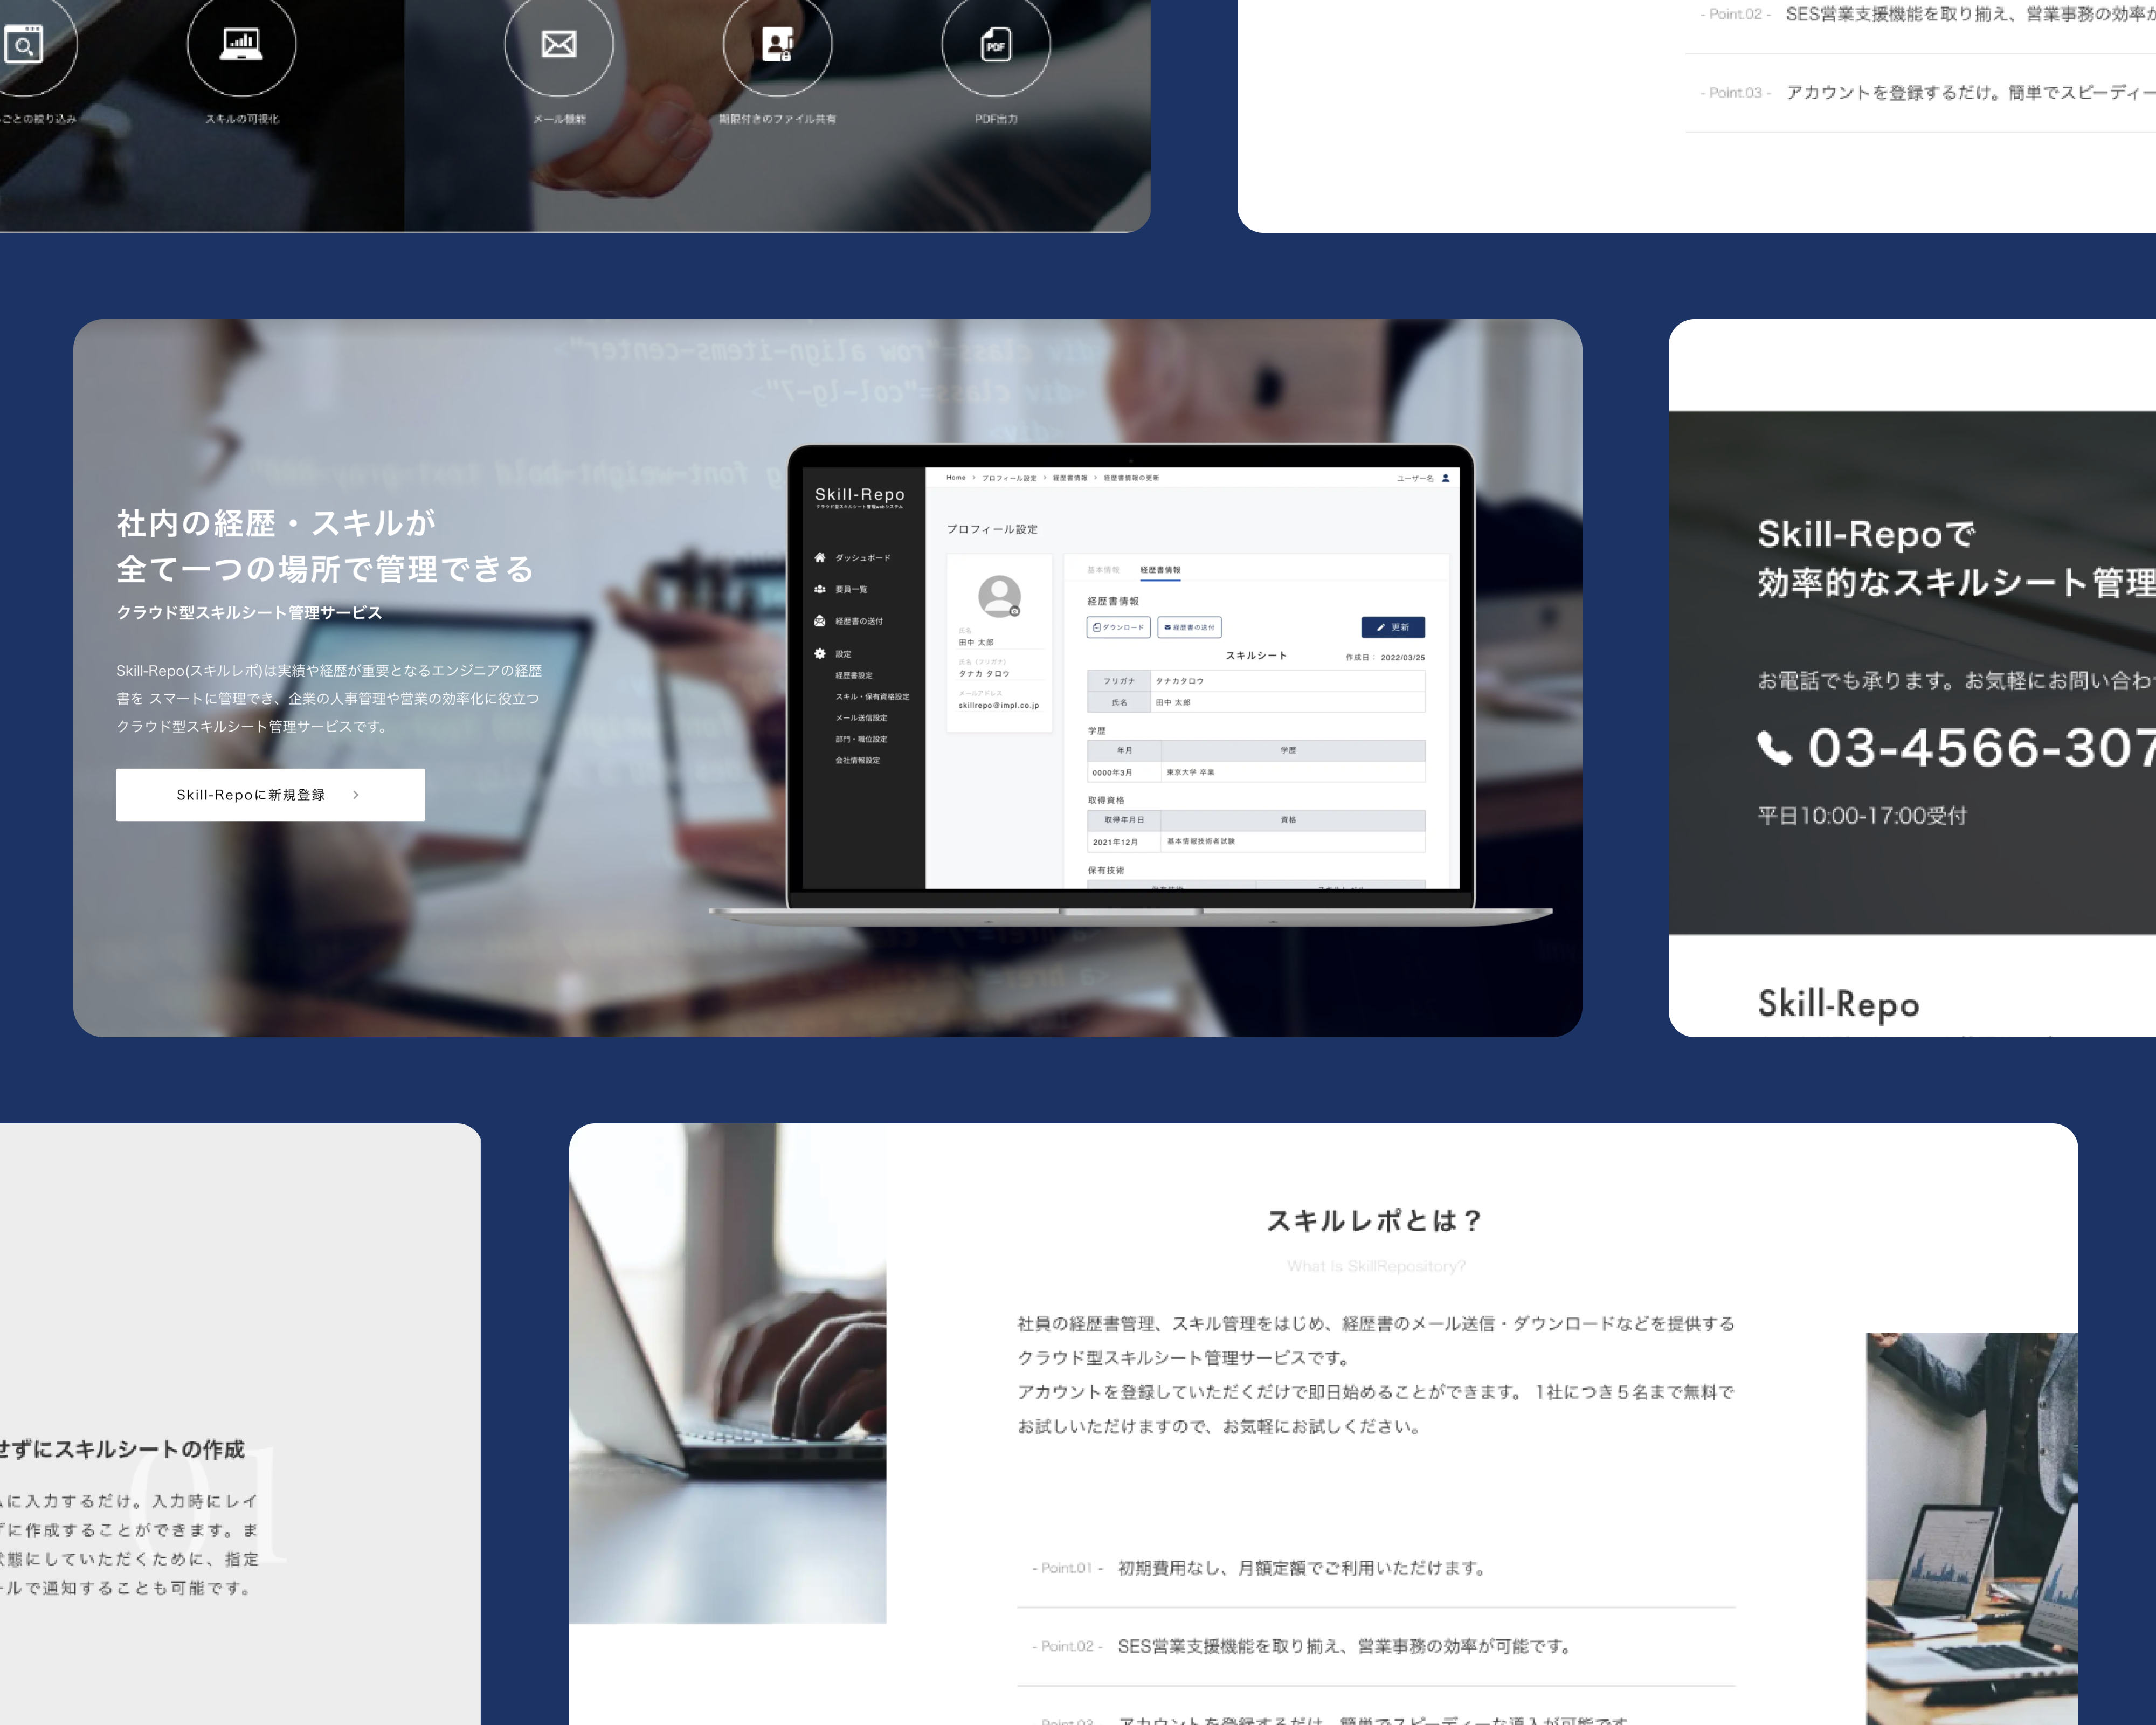 ごとの絞り込み
スキルの可視化
メール機能
期限付きのファイル共有
PDF
PDF出力
- Point.02 - SES営業支援機能を取り揃え、営業事務の効率が
- Point.03 - アカウントを登録するだけ。簡単でスピーディー
社内の経歴・スキルが
全て一つの場所で管理できる
クラウド型スキルシート管理サービス
Skill-Repo(スキルレポ)は実績や経歴が重要となるエンジニアの経歴
書を スマートに管理でき、企業の人事管理や営業の効率化に役立つ
クラウド型スキルシート管理サービスです。
Skill-Repoに新規登録
<div class="row align-items-center">
<div class="col-lg-7">
<div>
Skill-Repo
クラウド型スキルシート管理webシステム
ダッシュボード
要員一覧
経歴書の送付
設定
経歴書設定
スキル・保有資格設定
メール送信設定
部門・職位設定
会社情報設定
Home › プロフィール設定 › 経歴書情報 › 経歴書情報の更新
ユーザー名
プロフィール設定
氏名
田中 太郎
氏名 (フリガナ)
タナカ タロウ
メールアドレス
skillrepo@impl.co.jp
基本情報 経歴書情報
経歴書情報
ダウンロード 経歴書の送付 更新
スキルシート 作成日： 2022/03/25
フリガナ タナカタロウ
氏名 田中 太郎
学歴
年月 学歴
0000年3月 東京大学 卒業
取得資格
取得年月日 資格
2021年12月 基本情報技術者試験
保有技術
Skill-Repoで
効率的なスキルシート管理
お電話でも承ります。お気軽にお問い合わ
03-4566-307
平日10:00-17:00受付
Skill-Repo
せずにスキルシートの作成
01
に入力するだけ。入力時にレイ
に作成することができます。ま
状態にしていただくために、指定
ールで通知することも可能です。
スキルレポとは？
What is SkillRepository?
社員の経歴書管理、スキル管理をはじめ、経歴書のメール送信・ダウンロードなどを提供する
クラウド型スキルシート管理サービスです。
アカウントを登録していただくだけで即日始めることができます。 1社につき５名まで無料で
お試しいただけますので、お気軽にお試しください。
- Point.01 - 初期費用なし、月額定額でご利用いただけます。
- Point.02 - SES営業支援機能を取り揃え、営業事務の効率が可能です。
- Point.03 - アカウントを登録するだけ。簡単でスピーディーな導入が可能です。